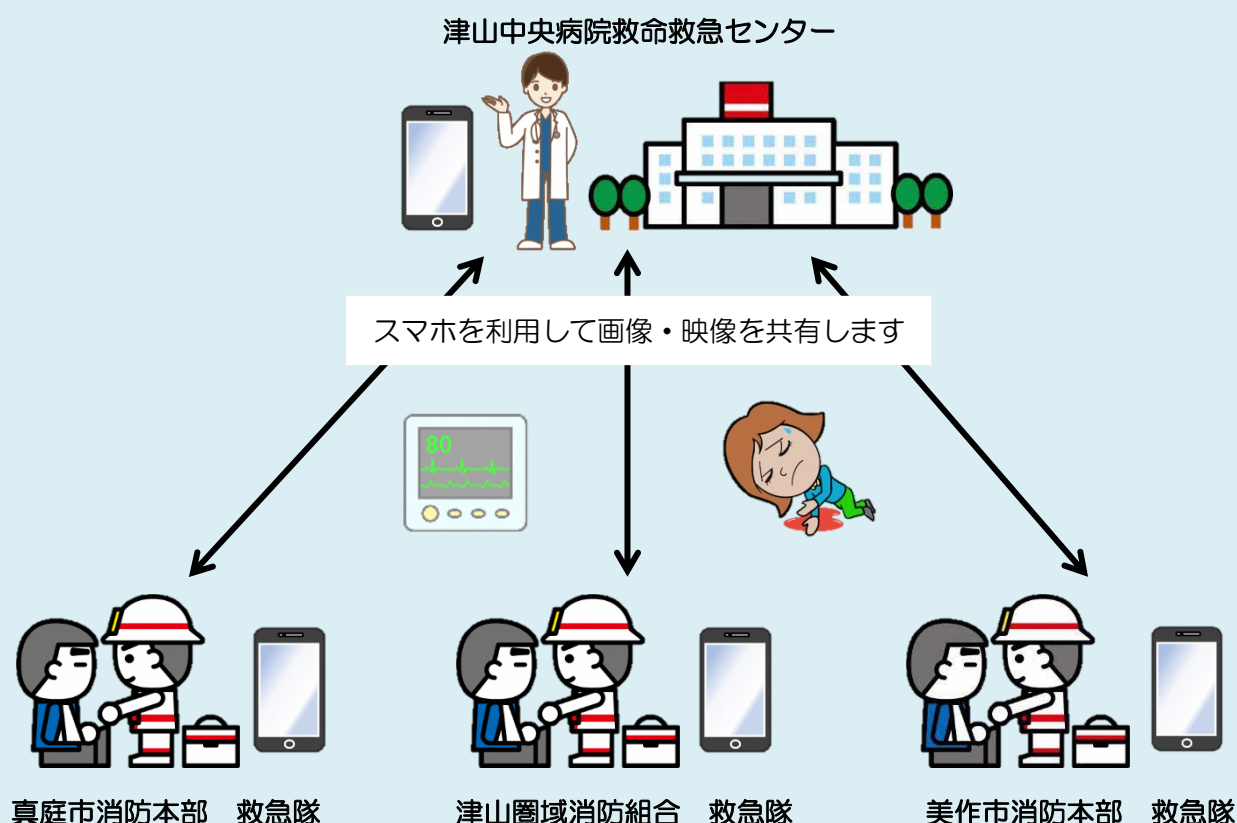 津山中央病院救命救急センター
スマホを利用して画像・映像を共有します
80
真庭市消防本部　救急隊
津山圏域消防組合　救急隊
美作市消防本部　救急隊